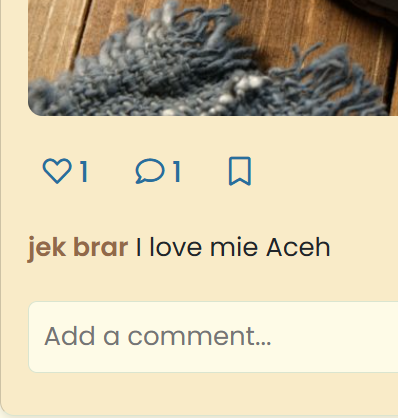 1 1
jek brar I love mie Aceh
Add a comment...